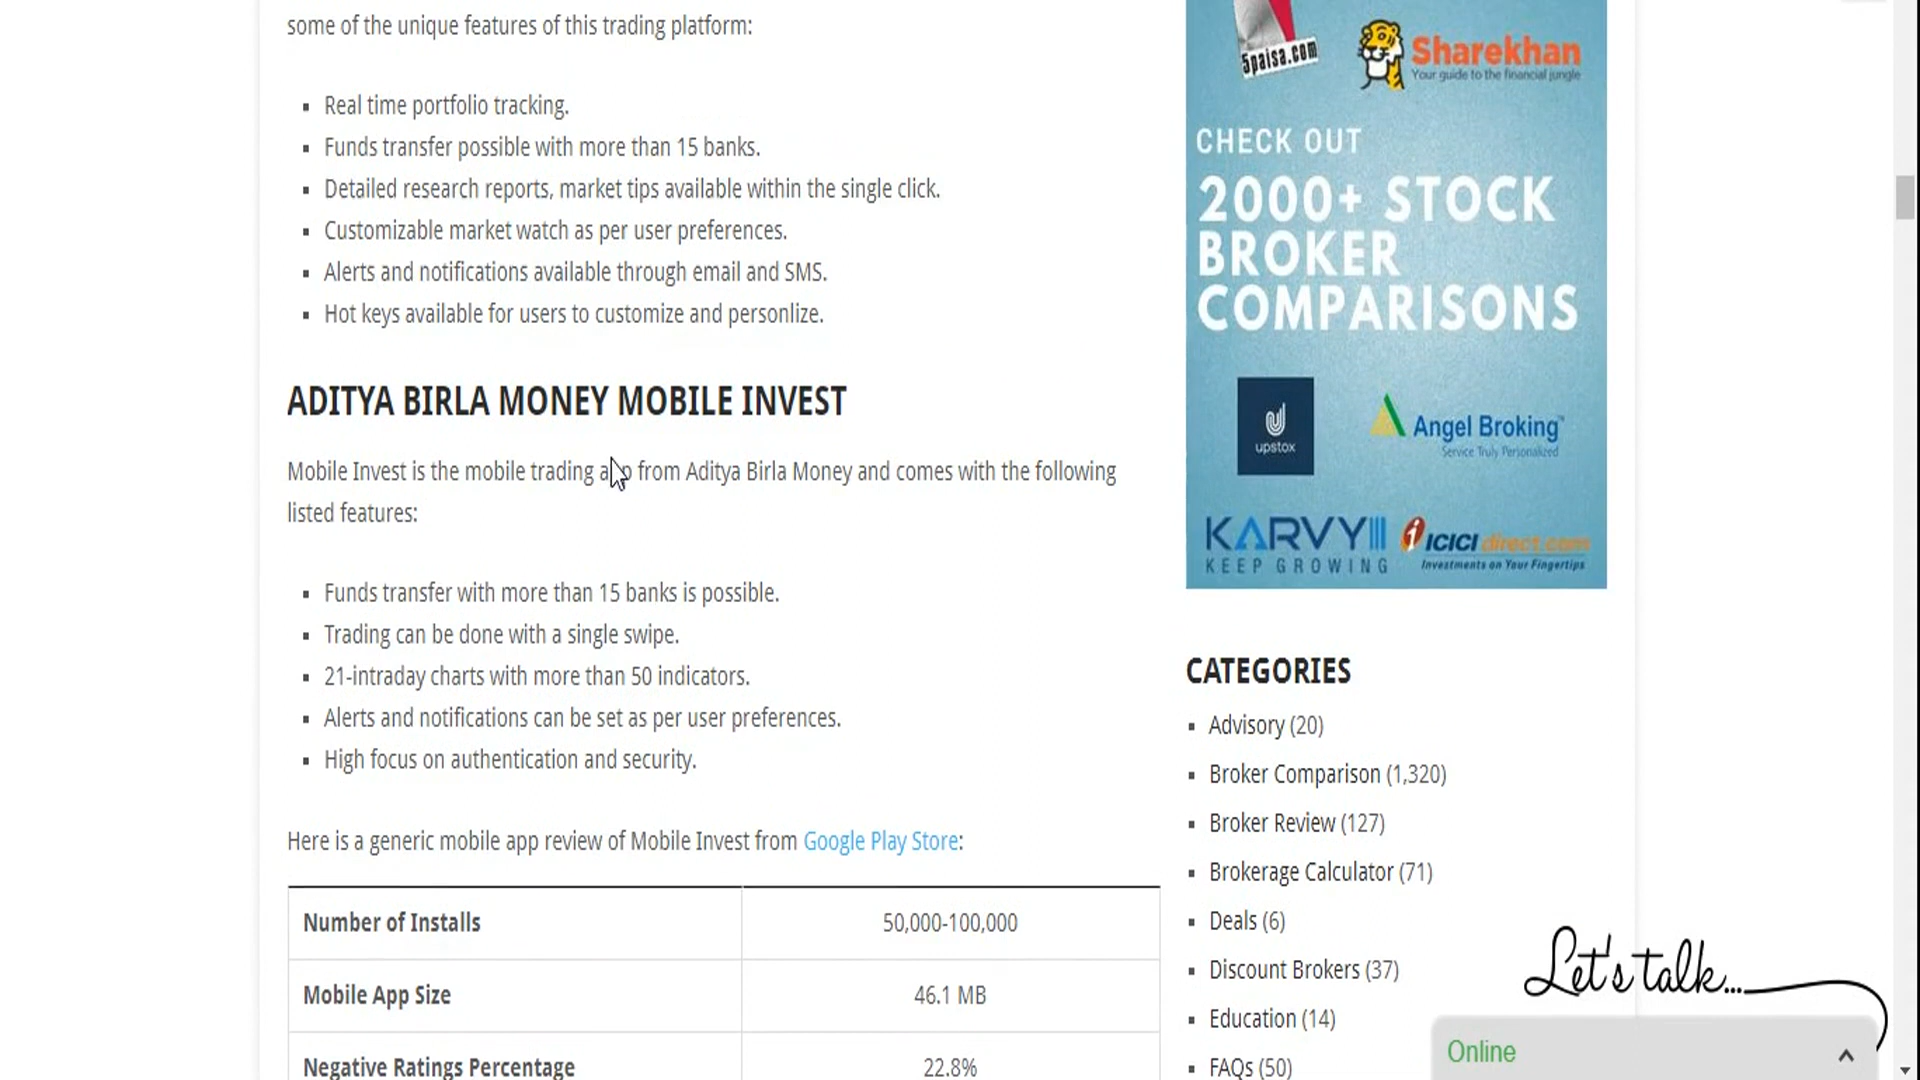 some of the unique features of this trading platform:
Real time portfolio tracking.
Funds transfer possible with more than 15 banks.
Detailed research reports, market tips available within the single click.
Customizable market watch as per user preferences.
Alerts and notifications available through email and SMS.
Hot keys available for users to customize and personlize.
ADITYA BIRLA MONEY MOBILE INVEST
Mobile Invest is the mobile trading app from Aditya Birla Money and comes with the following
listed features:
Funds transfer with more than 15 banks is possible.
Trading can be done with a single swipe.
21-intraday charts with more than 50 indicators.
Alerts and notifications can be set as per user preferences.
High focus on authentication and security.
Here is a generic mobile app review of Mobile Invest from Google Play Store:
Number of Installs 50,000-100,000
Mobile App Size 46.1 MB
Negative Ratings Percentage 22.8%
5paisa.com
Sharekhan
Your guide to the financial jungle
CHECK OUT
2000+ STOCK
BROKER
COMPARISONS
upstox
Angel Broking™
Service Truly Personalized
KARVY
KEEP GROWING
ICICI direct.com
Investments on Your Fingertips
CATEGORIES
Advisory (20)
Broker Comparison (1,320)
Broker Review (127)
Brokerage Calculator (71)
Deals (6)
Discount Brokers (37)
Education (14)
FAQs (50)
Let's talk...
Online